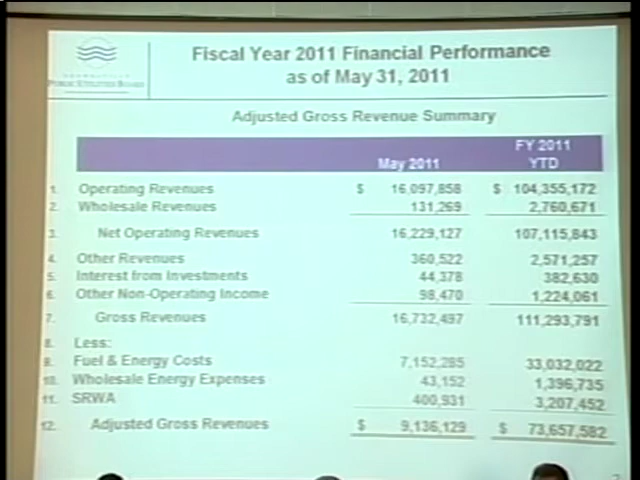 PUBLIC UTILITIES BOARD
Fiscal Year 2011 Financial Performance
as of May 31, 2011
Adjusted Gross Revenue Summary
May 2011 FY 2011 YTD
1. Operating Revenues $ 16,097,858 $ 104,355,172
2. Wholesale Revenues 131,269 2,760,671
3. Net Operating Revenues 16,229,127 107,115,843
4. Other Revenues 360,522 2,571,257
5. Interest from Investments 44,378 382,630
6. Other Non-Operating Income 98,470 1,224,061
7. Gross Revenues 16,732,497 111,293,791
8. Less:
9. Fuel & Energy Costs 7,152,285 33,032,022
10. Wholesale Energy Expenses 43,152 1,396,735
11. SRWA 400,931 3,207,452
12. Adjusted Gross Revenues $ 9,136,129 $ 73,657,582